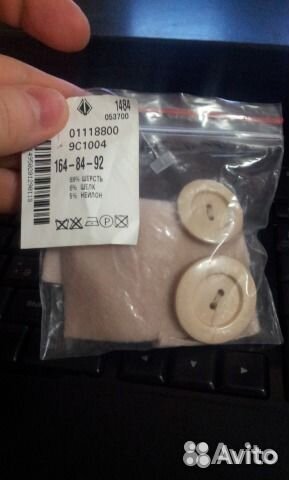 1484
053700
01118800
9C1004
164-84-92
89% ШЕРСТЬ
6% ШЕЛК
5% НЕЙЛОН
Avito